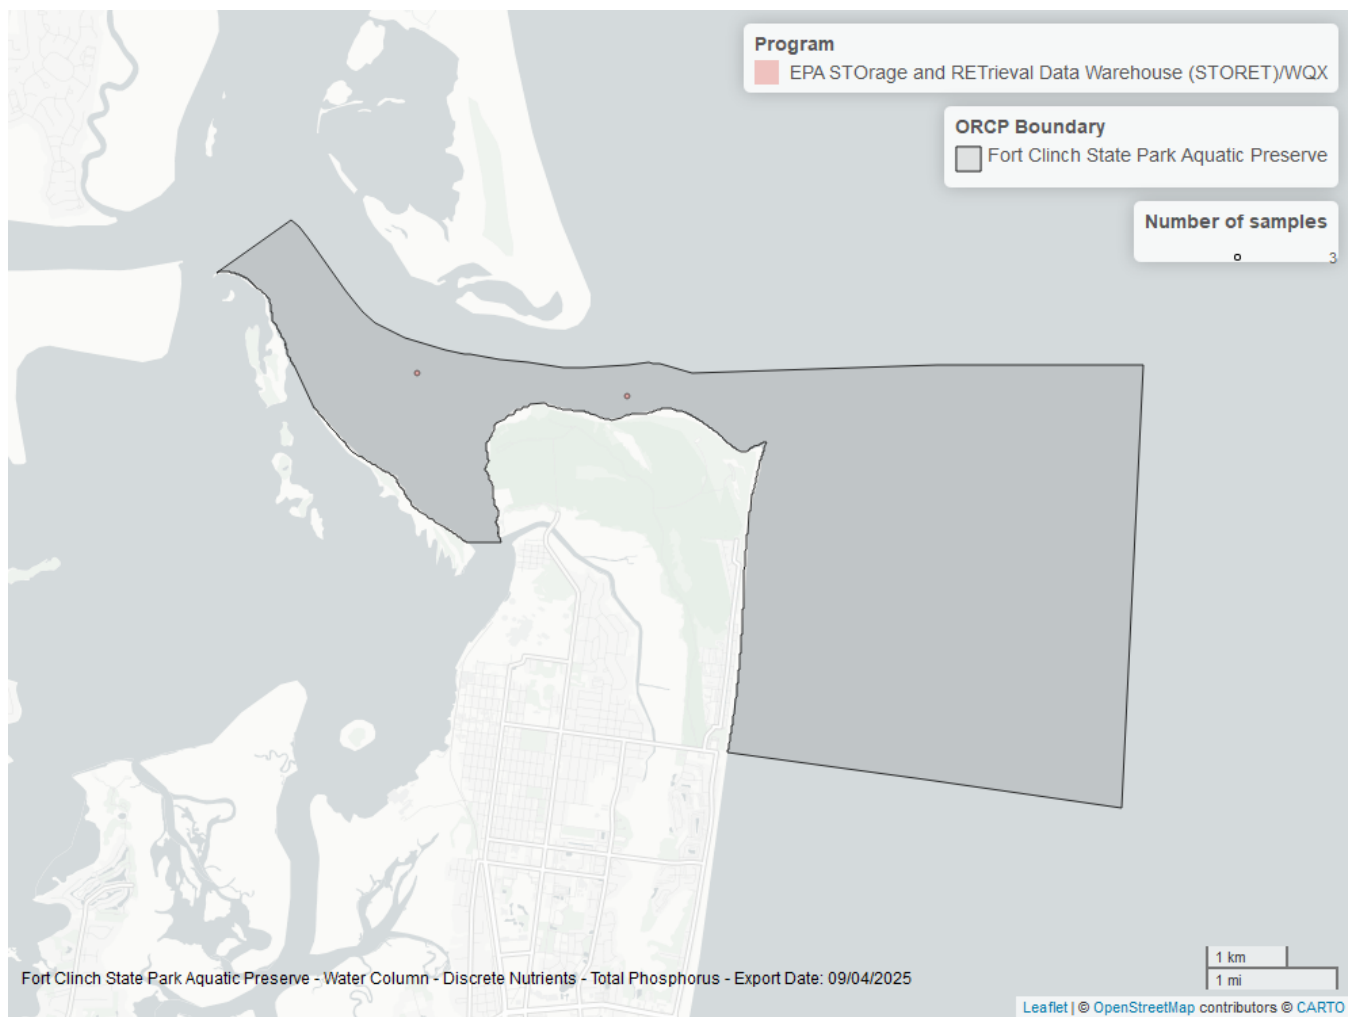 Program
EPA STOrage and RETrieval Data Warehouse (STORET)/WQX
ORCP Boundary
Fort Clinch State Park Aquatic Preserve
Number of samples
3
1 km
1 mi
Fort Clinch State Park Aquatic Preserve - Water Column - Discrete Nutrients - Total Phosphorus - Export Date: 09/04/2025
Leaflet | © OpenStreetMap contributors © CARTO